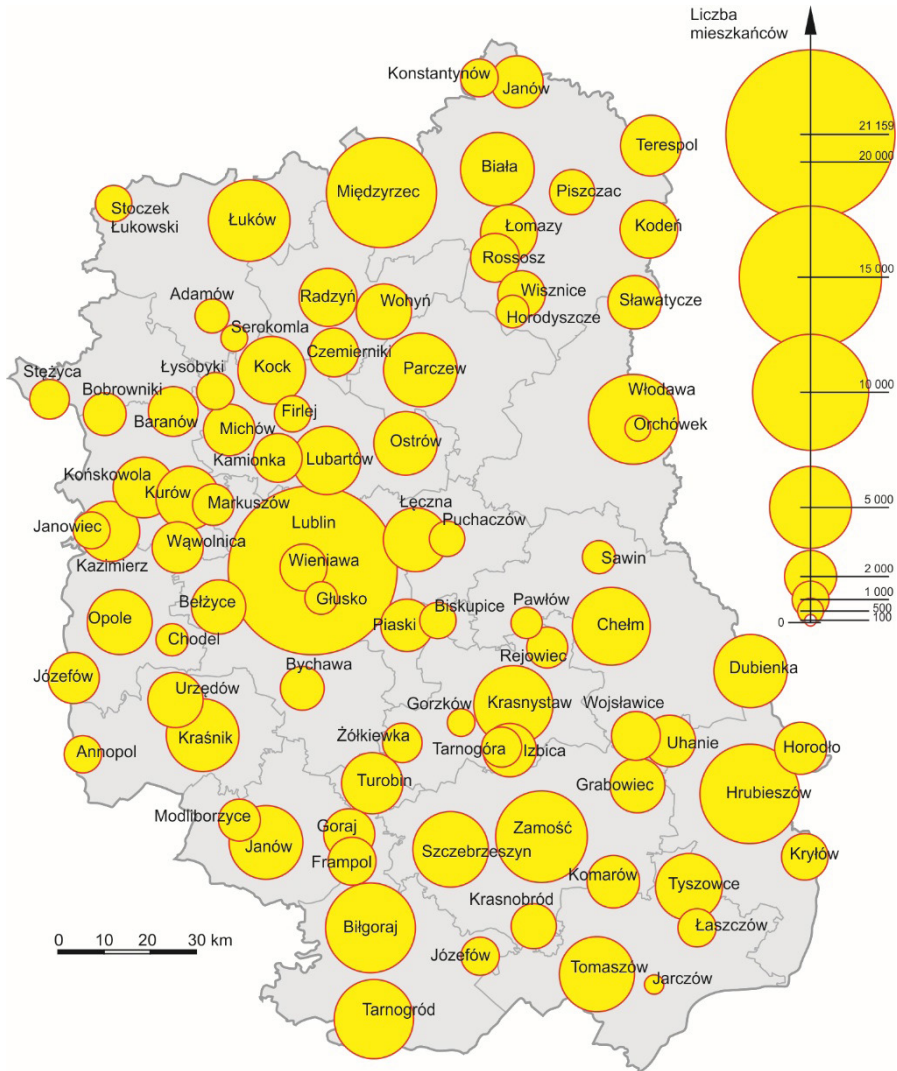 Liczba
mieszkańców
21 159
20 000
15 000
10 000
5 000
2 000
1 000
500
100
0
Konstantynów
Janów
Terespol
Biała
Międzyrzec
Piszczac
Stoczek
Łukowski
Łuków
Łomazy
Kodeń
Rossosz
Radzyń
Wohyń
Wisznice
Horodyszcze
Sławatycze
Adamów
Serokomla
Czemierniki
Łysobyki
Kock
Parczew
Stężyca
Bobrowniki
Włodawa
Orchówek
Baranów
Firlej
Michów
Ostrów
Kamionka
Lubartów
Końskowola
Kurów
Markuszów
Łęczna
Puchaczów
Lublin
Janowiec
Kazimierz
Wąwolnica
Wieniawa
Sawin
Głusko
Bełżyce
Opole
Biskupice
Piaski
Pawłów
Chełm
Chodel
Rejowiec
Józefów
Bychawa
Dubienka
Urzędów
Gorzków
Krasnystaw
Wojsławice
Kraśnik
Żółkiewka
Tarnogóra
Izbica
Uhanie
Horodło
Annopol
Turobin
Grabowiec
Hrubieszów
Modliborzyce
Janów
Goraj
Frampol
Szczebrzeszyn
Zamość
Kryłów
Komarów
Tyszowce
Krasnobród
Łaszczów
Biłgoraj
Józefów
Tomaszów
Jarczów
Tarnogród
0 10 20 30 km